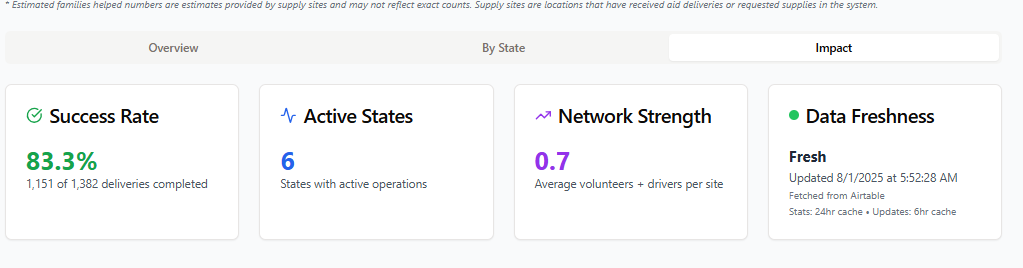 * Estimated families helped numbers are estimates provided by supply sites and may not reflect exact counts. Supply sites are locations that have received aid deliveries or requested supplies in the system.
Overview
By State
Impact
Success Rate
83.3%
1,151 of 1,382 deliveries completed
Active States
6
States with active operations
Network Strength
0.7
Average volunteers + drivers per site
Data Freshness
Fresh
Updated 8/1/2025 at 5:52:28 AM
Fetched from Airtable
Stats: 24hr cache • Updates: 6hr cache